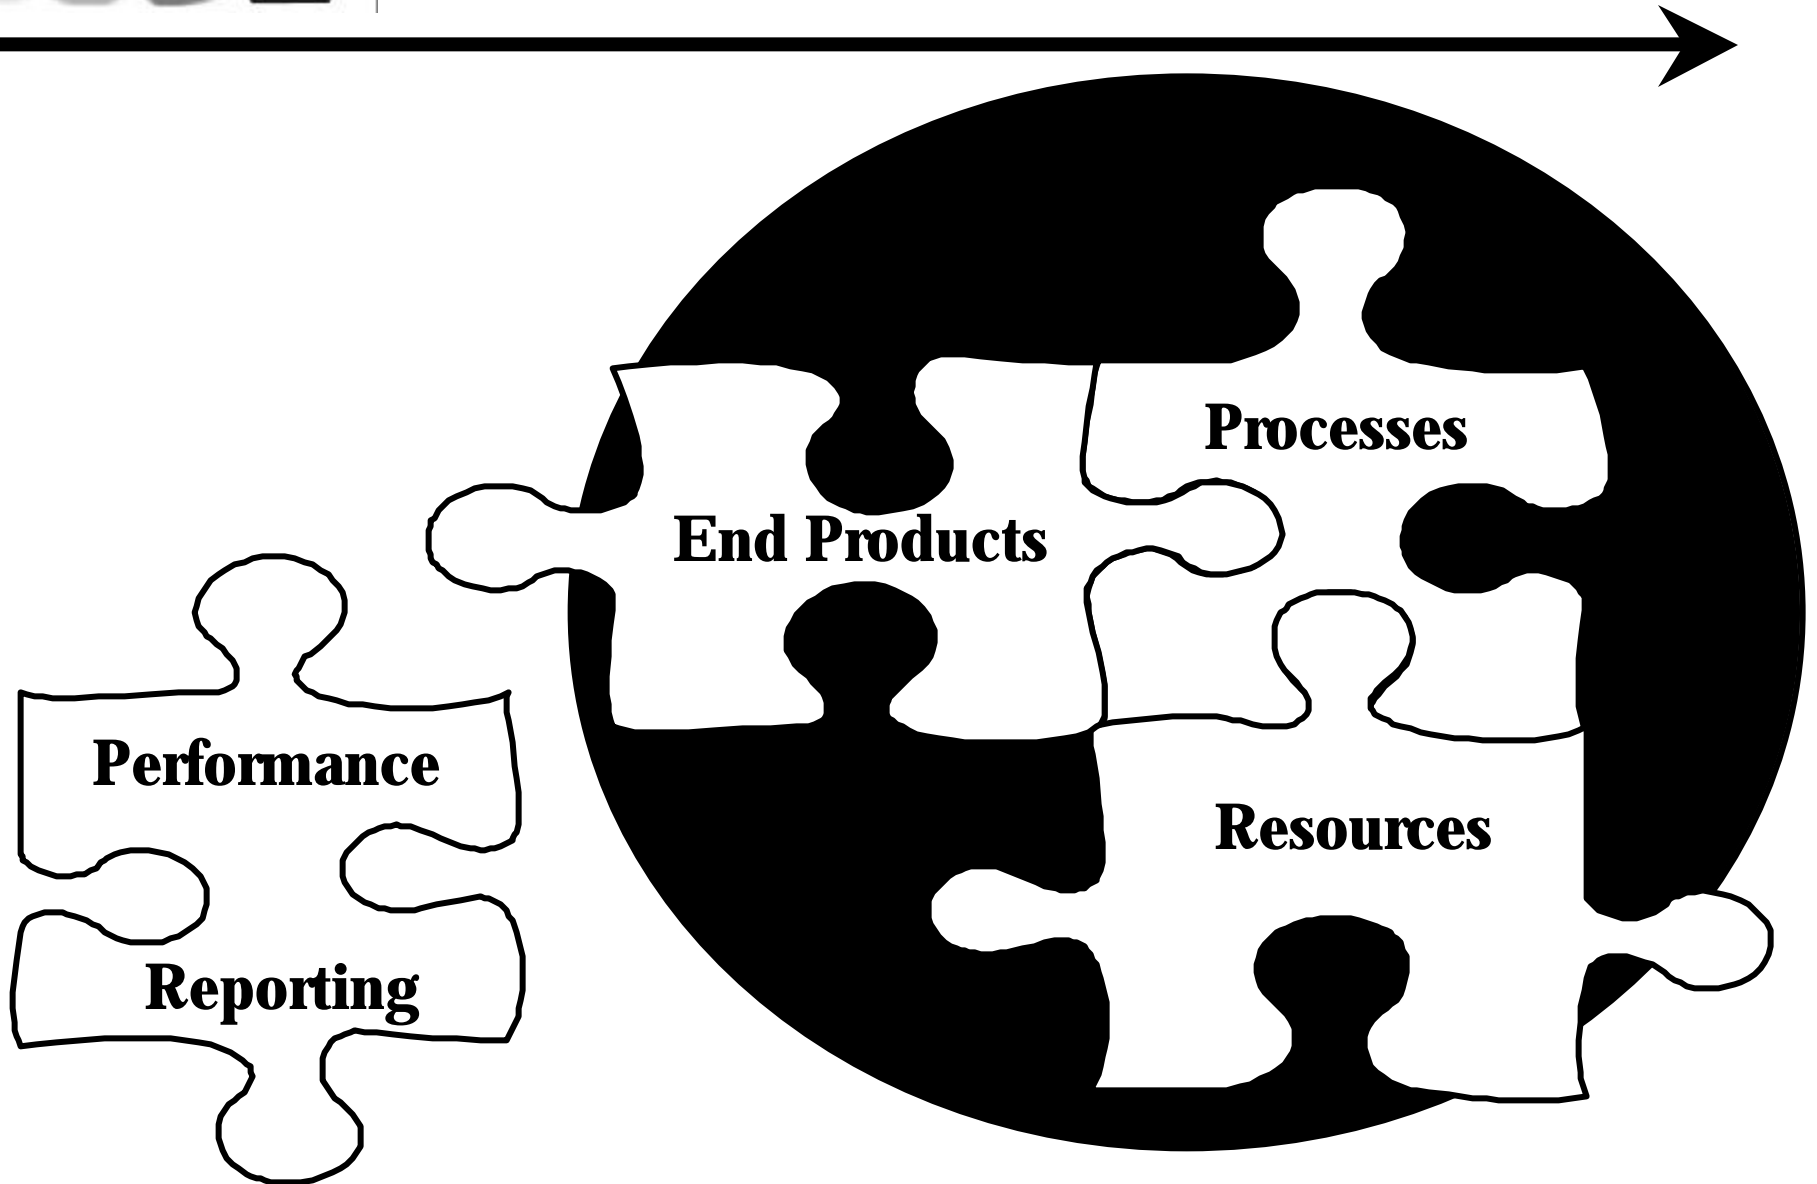 Processes
End Products
Performance
Resources
Reporting